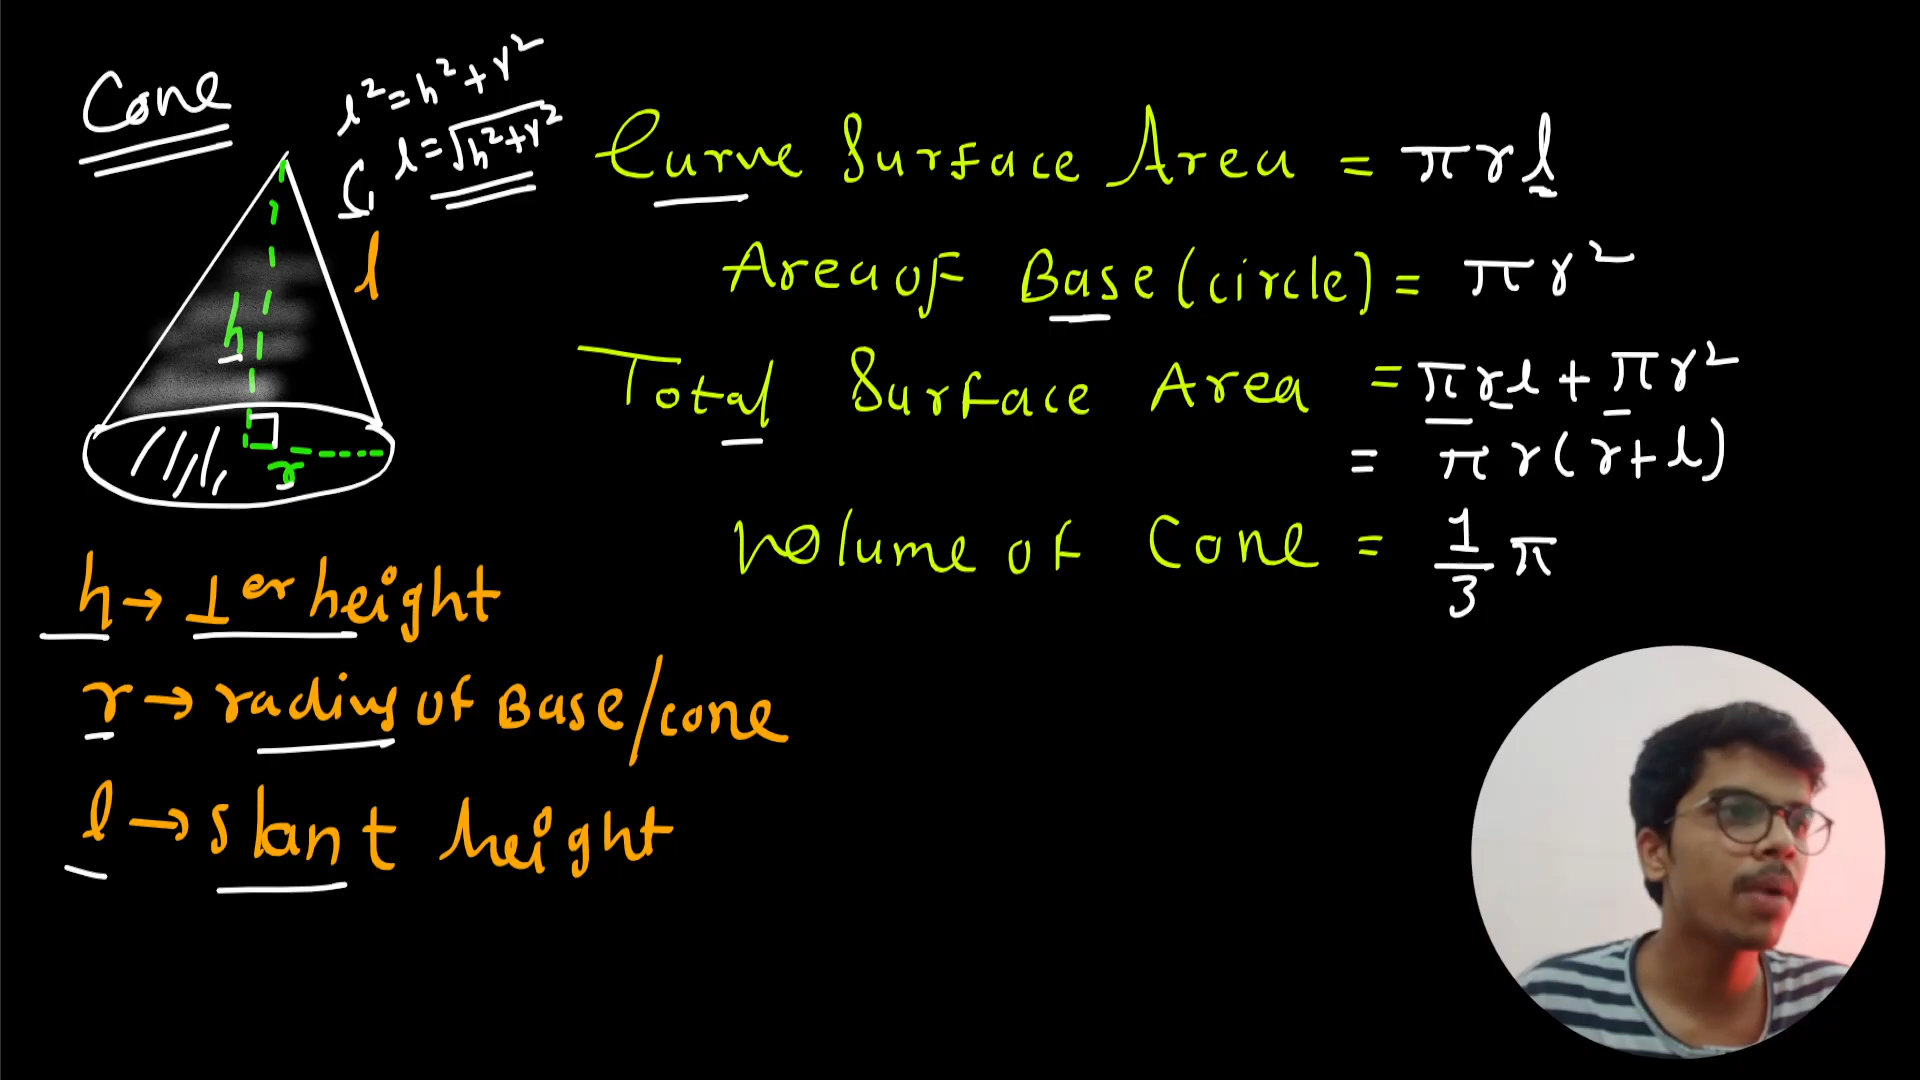 Cone
l² = h² + r²
l = √h² + r²
l
h
r
h → ⊥er height
r → radius of Base/cone
l → slant height
Curve Surface Area = πrl
Area of Base (circle) = πr²
Total Surface Area = πrl + πr²
= πr(r+l)
Volume of Cone = 1/3 π